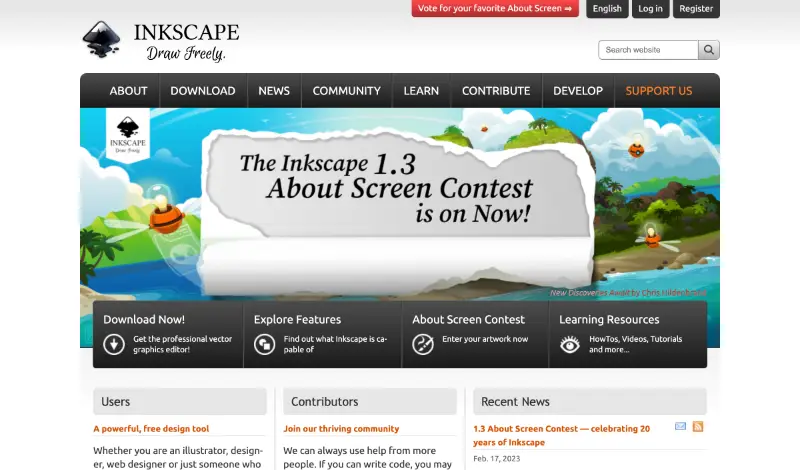 Vote for your favorite About Screen ⇒
English
Log in
Register
INKSCAPE
Draw Freely.
Search website
ABOUT
DOWNLOAD
NEWS
COMMUNITY
LEARN
CONTRIBUTE
DEVELOP
SUPPORT US
INKSCAPE
Draw Freely.
The Inkscape 1.3
About Screen Contest
is on Now!
New Discoveries Await by Chris Hildenbrand
Download Now!
Get the professional vector
graphics editor!
Explore Features
Find out what Inkscape is ca-
pable of
About Screen Contest
Enter your artwork now
Learning Resources
HowTos, Videos, Tutorials
and more...
Users
A powerful, free design tool
Whether you are an illustrator, design-
er, web designer or just someone who
Contributors
Join our thriving community
We can always use help from more
people. If you can write code, you may
Recent News
1.3 About Screen Contest — celebrating 20
years of Inkscape
Feb. 17, 2023